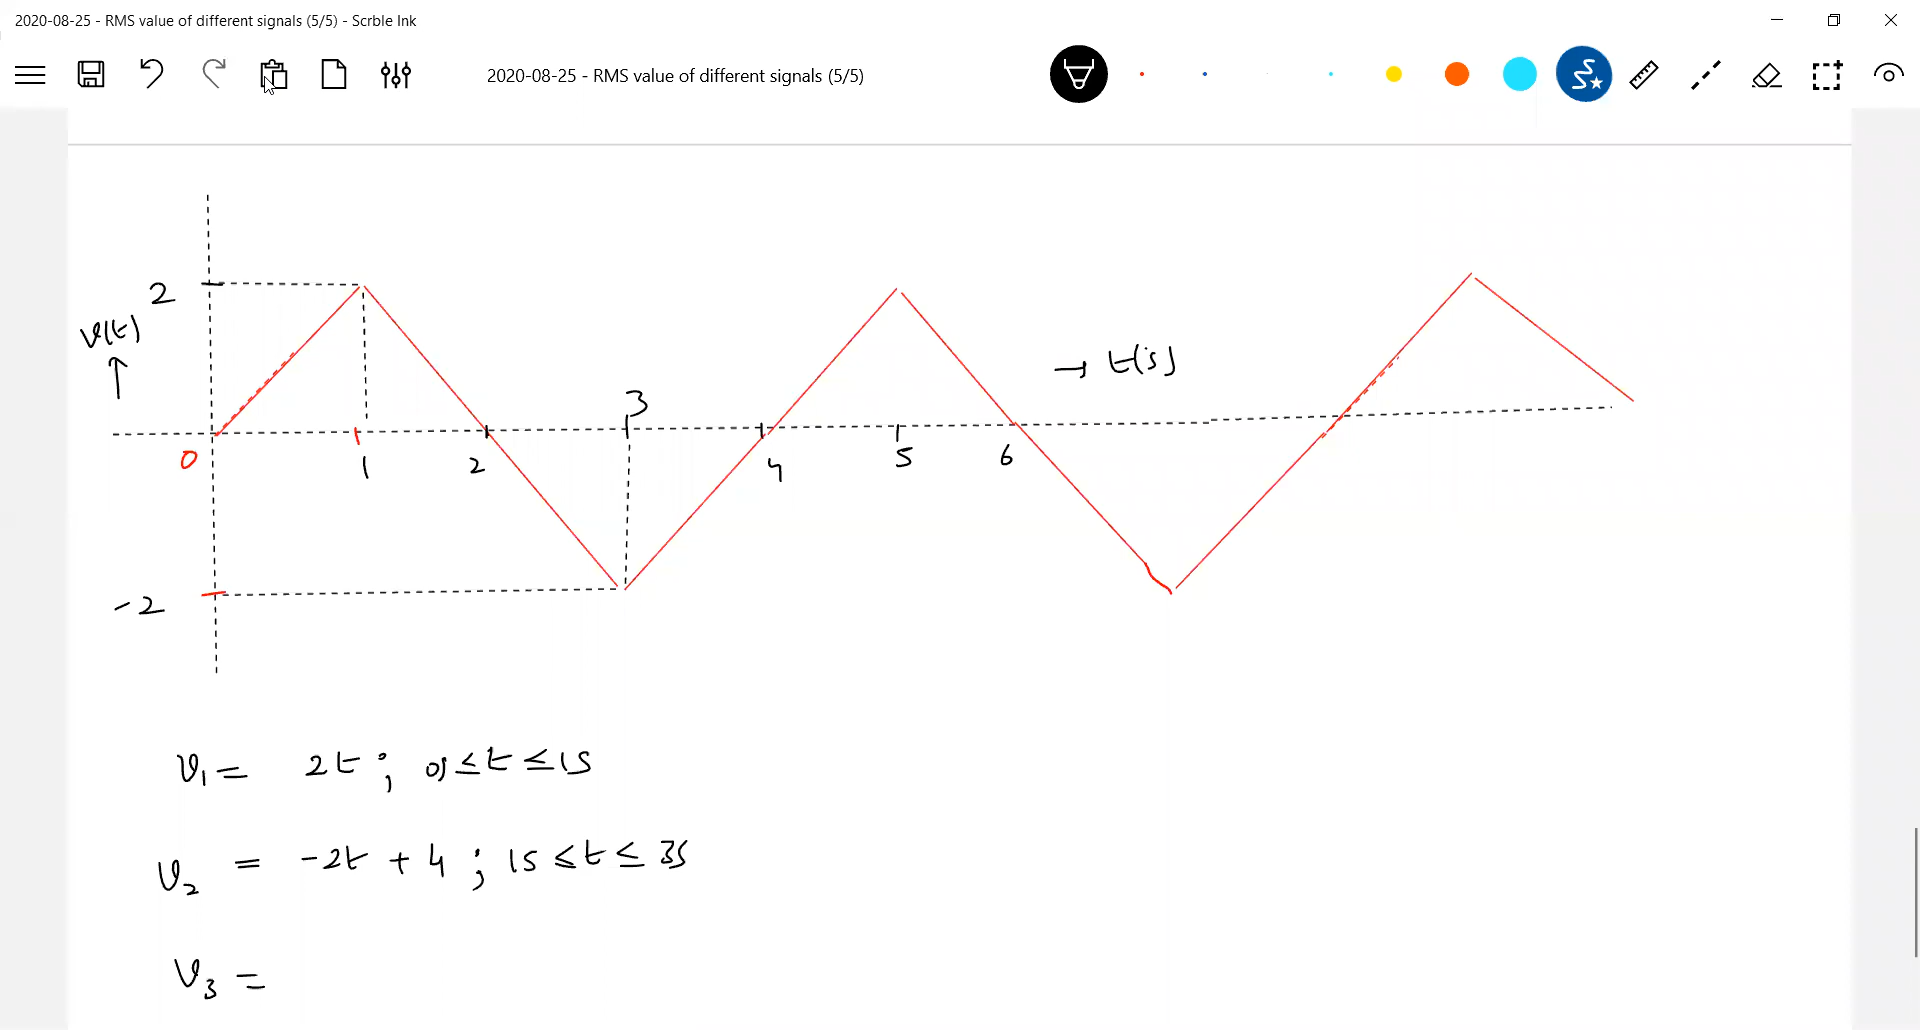 2020-08-25 - RMS value of different signals (5/5) - Scrble Ink
2020-08-25 - RMS value of different signals (5/5)
2
v(t)
↑
3
→ t(s)
0
1
2
4
5
6
-2
v₁ = 2t ; 0s ≤ t ≤ 1s
v₂ = -2t + 4 ; 1s ≤ t ≤ 3s
v₃ =